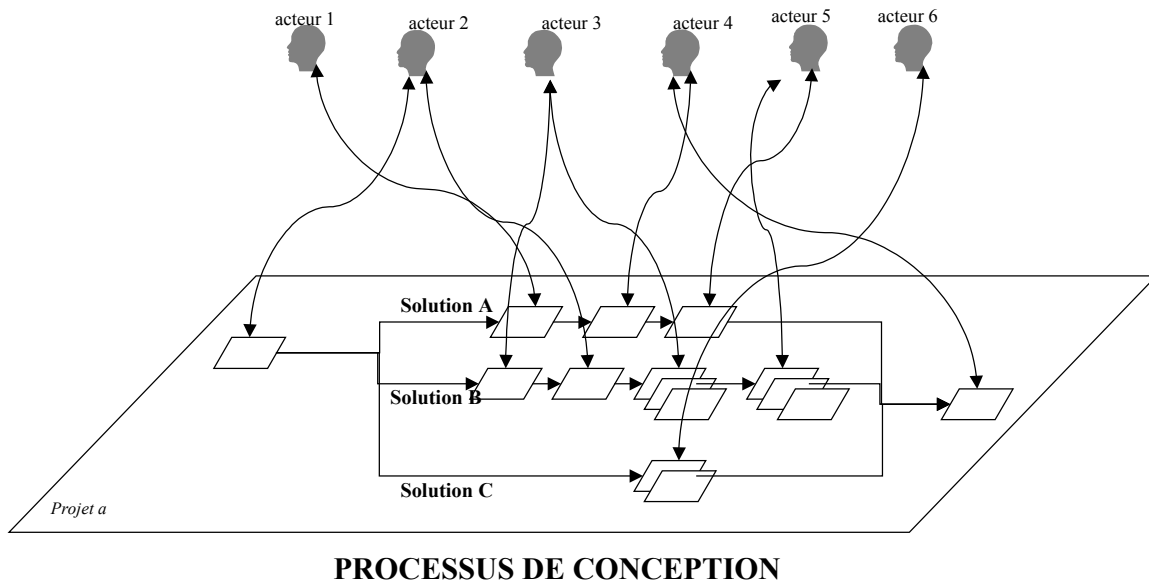 acteur 1
acteur 2
acteur 3
acteur 4
acteur 5
acteur 6
Solution A
Solution B
Solution C
Projet a
PROCESSUS DE CONCEPTION